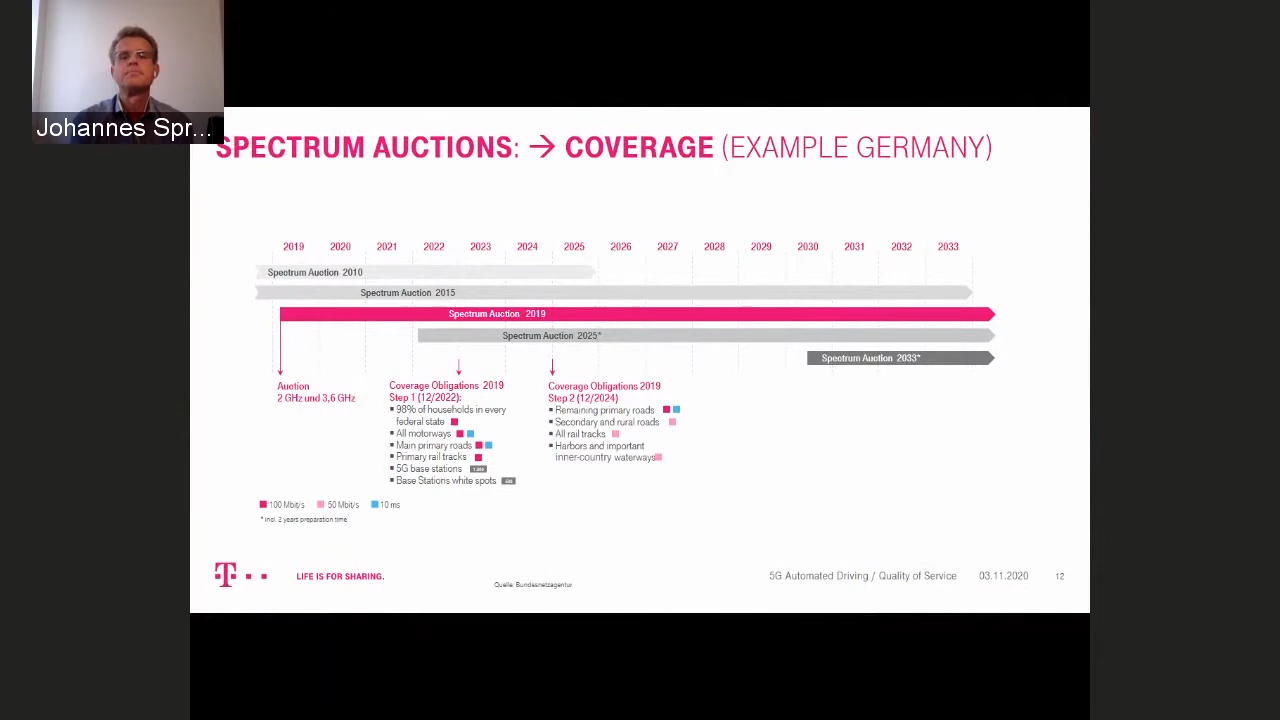 Johannes Spr...
SPECTRUM AUCTIONS: → COVERAGE (EXAMPLE GERMANY)
2019 2020 2021 2022 2023 2024 2025 2026 2027 2028 2029 2030 2031 2032 2033
Spectrum Auction 2010
Spectrum Auction 2015
Spectrum Auction 2019
Spectrum Auction 2025*
Spectrum Auction 2033*
Auction
2 GHz und 3,6 GHz
Coverage Obligations 2019
Step 1 (12/2022):
▪ 98% of households in every
federal state
▪ All motorways
▪ Main primary roads
▪ Primary rail tracks
▪ 5G base stations
▪ Base Stations white spots
Coverage Obligations 2019
Step 2 (12/2024)
▪ Remaining primary roads
▪ Secondary and rural roads
▪ All rail tracks
▪ Harbors and important
inner-country waterways
100 Mbit/s 50 Mbit/s 10 ms
* incl. 2 years preparation time
T
LIFE IS FOR SHARING.
Quelle: Bundesnetzagentur
5G Automated Driving / Quality of Service 03.11.2020 12